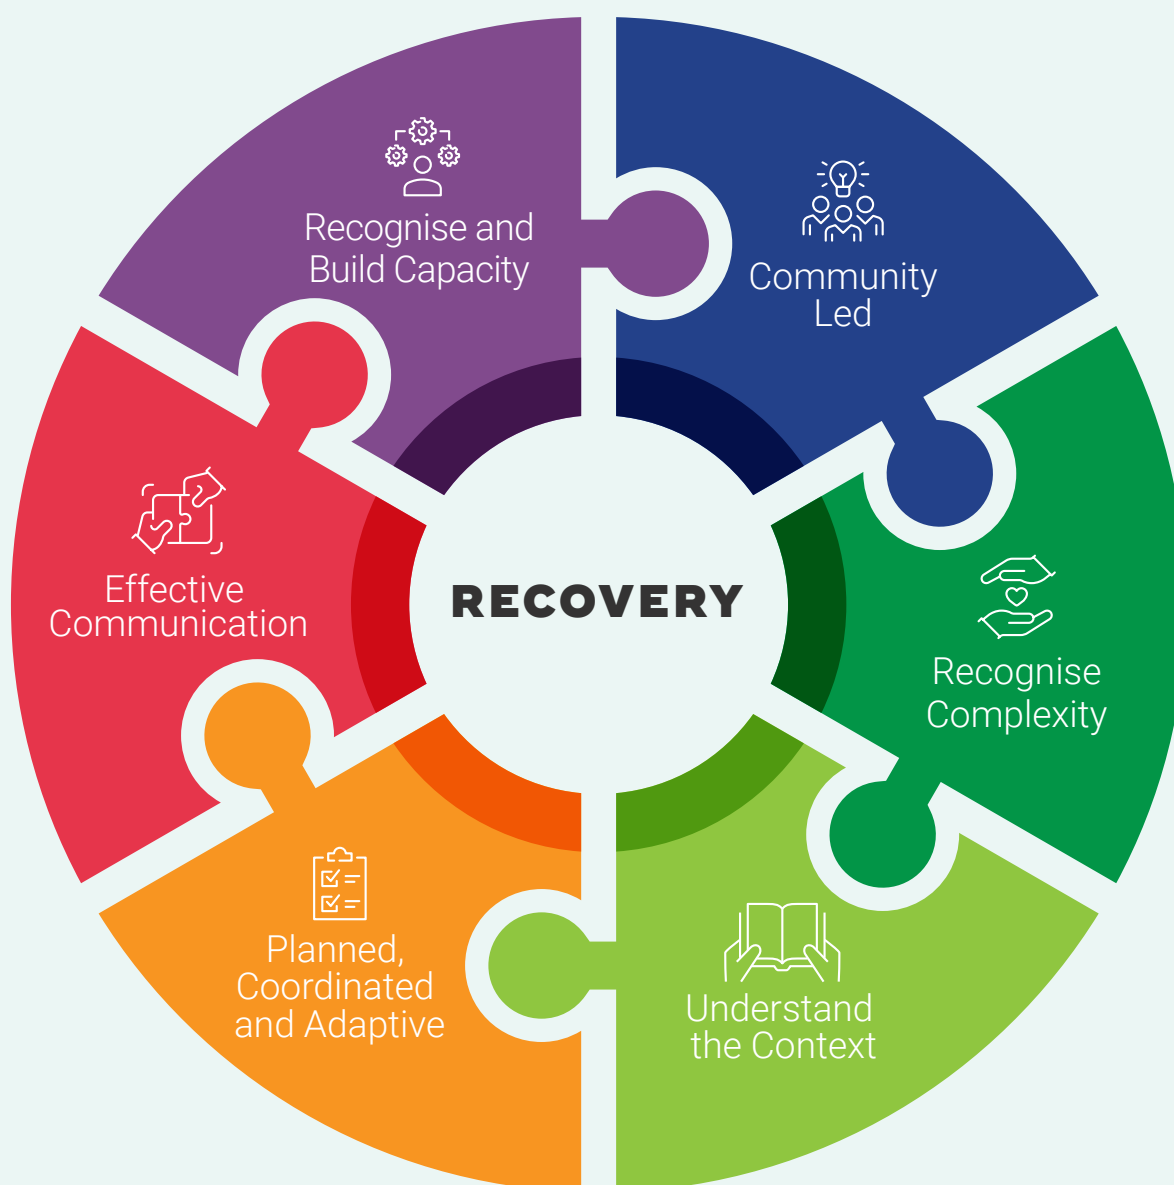 Recognise and
Build Capacity
Community
Led
Effective
Communication
RECOVERY
Recognise
Complexity
Planned,
Coordinated
and Adaptive
Understand
the Context